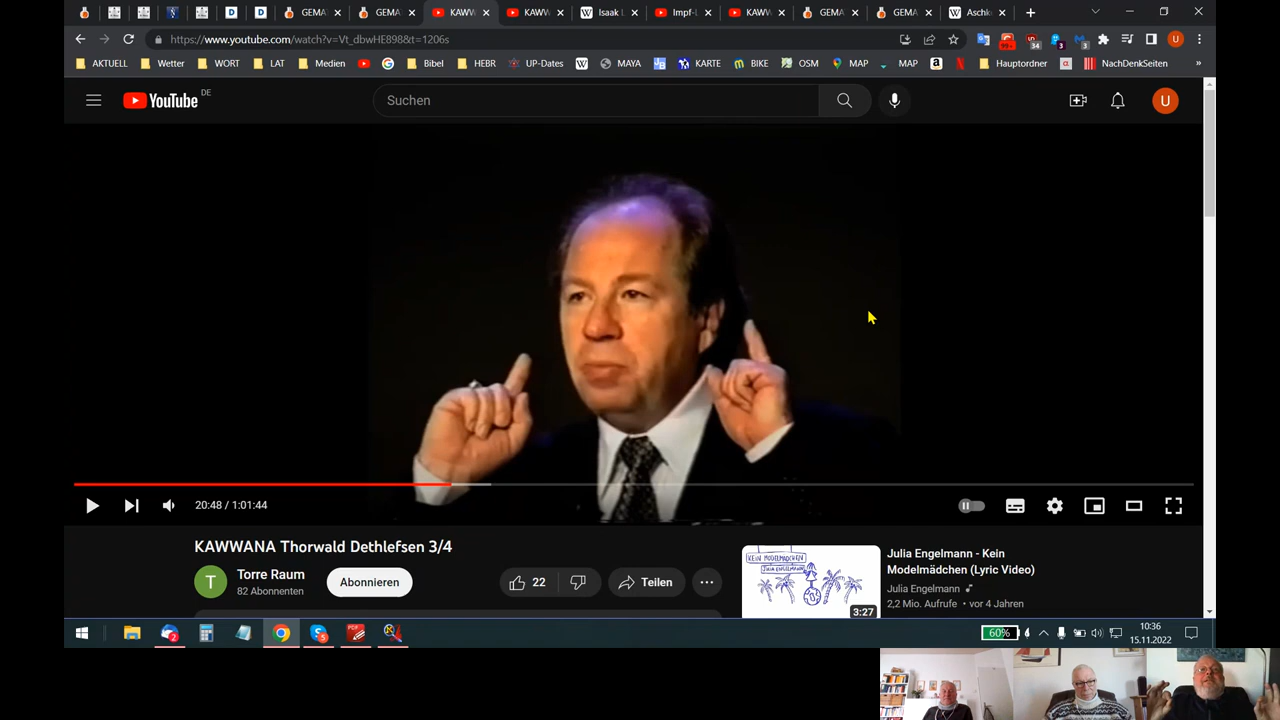 GEMA
GEMA
KAWW
KAWW
Isaak L
Impf-L
KAWW
GEMA
GEMA
Aschk
https://www.youtube.com/watch?v=Vt_dbwHE898&t=1206s
99+
34
3
3
U
AKTUELL
Wetter
WORT
LAT
Medien
Bibel
HEBR
UP-Dates
MAYA
KARTE
BIKE
OSM
MAP
MAP
Hauptordner
NachDenkSeiten
»
YouTube DE
Suchen
U
20:48 / 1:01:44
KAWWANA Thorwald Dethlefsen 3/4
T
Torre Raum
82 Abonnenten
Abonnieren
22
Teilen
KEIN MODELMÄDCHEN
JULIA ENGELMANN
3:27
Julia Engelmann - Kein
Modelmädchen (Lyric Video)
Julia Engelmann
2,2 Mio. Aufrufe • vor 4 Jahren
60%
10:36
15.11.2022